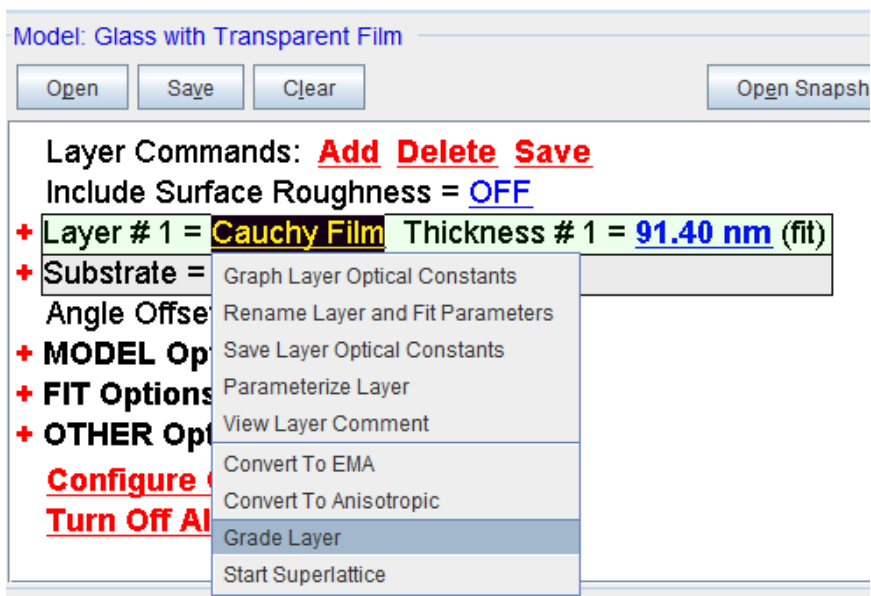 Model: Glass with Transparent Film
Open Save Clear Open Snapsh
Layer Commands: Add Delete Save
Include Surface Roughness = OFF
+ Layer # 1 = Cauchy Film Thickness # 1 = 91.40 nm (fit)
+ Substrate =
Graph Layer Optical Constants
Angle Offse
Rename Layer and Fit Parameters
+ MODEL Op
Save Layer Optical Constants
+ FIT Options
Parameterize Layer
+ OTHER Opt
View Layer Comment
Convert To EMA
Configure
Convert To Anisotropic
Turn Off Al
Grade Layer
Start Superlattice